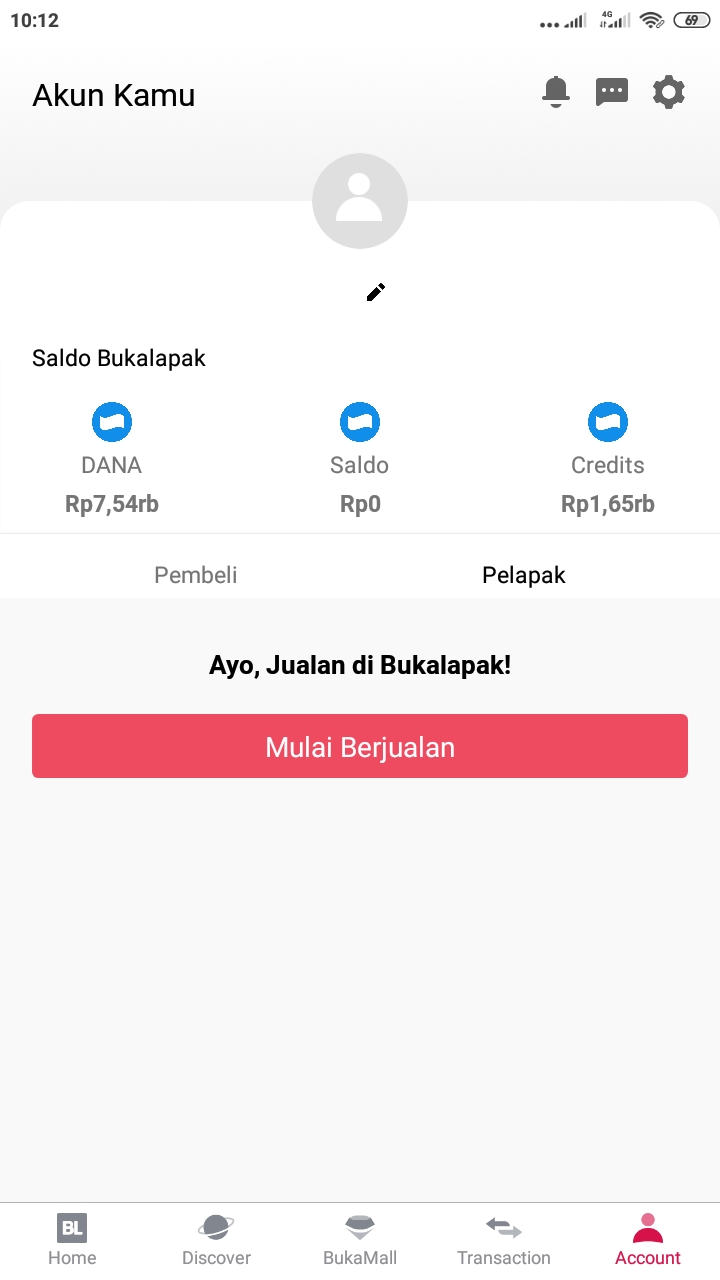 10:12
4G
69
Akun Kamu
Saldo Bukalapak
DANA
Saldo
Credits
Rp7,54rb
Rp0
Rp1,65rb
Pembeli
Pelapak
Ayo, Jualan di Bukalapak!
Mulai Berjualan
BL
Home
Discover
BukaMall
Transaction
Account